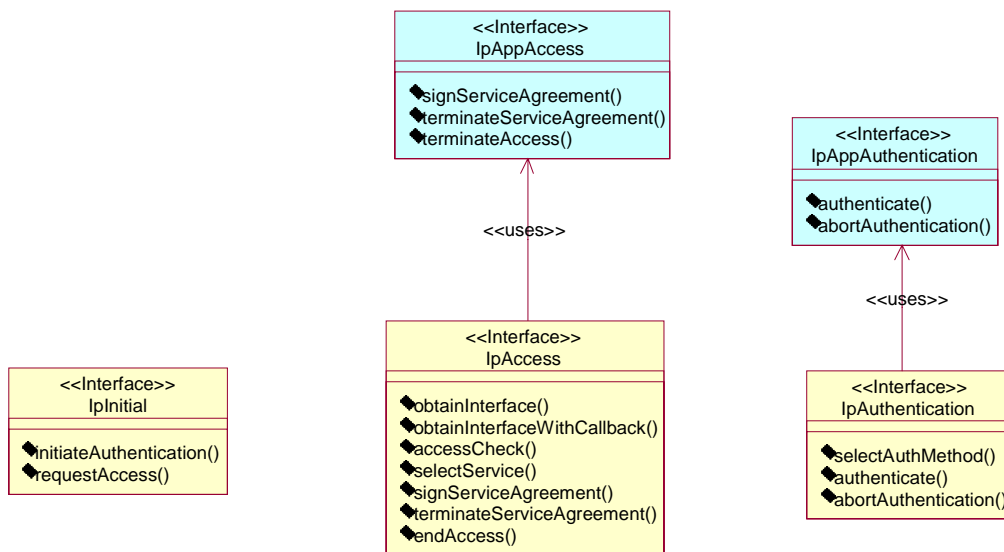 <<Interface>>
IpAppAccess
signServiceAgreement()
terminateServiceAgreement()
terminateAccess()
<<Interface>>
IpAppAuthentication
authenticate()
abortAuthentication()
<<uses>>
<<uses>>
<<Interface>>
IpInitial
initiateAuthentication()
requestAccess()
<<Interface>>
IpAccess
obtainInterface()
obtainInterfaceWithCallback()
accessCheck()
selectService()
signServiceAgreement()
terminateServiceAgreement()
endAccess()
<<Interface>>
IpAuthentication
selectAuthMethod()
authenticate()
abortAuthentication()